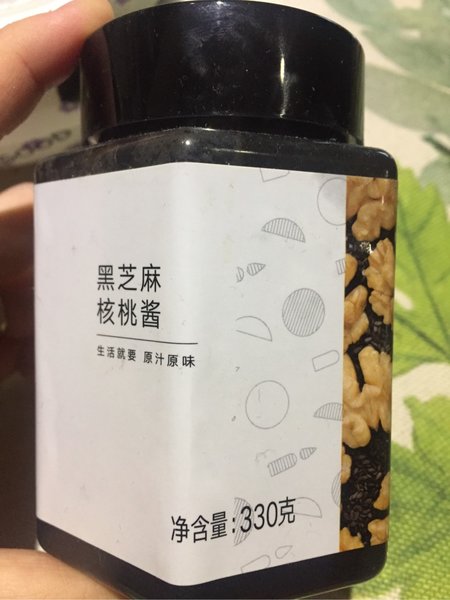 黑芝麻
核桃酱
生活就要 原汁原味
净含量:330克